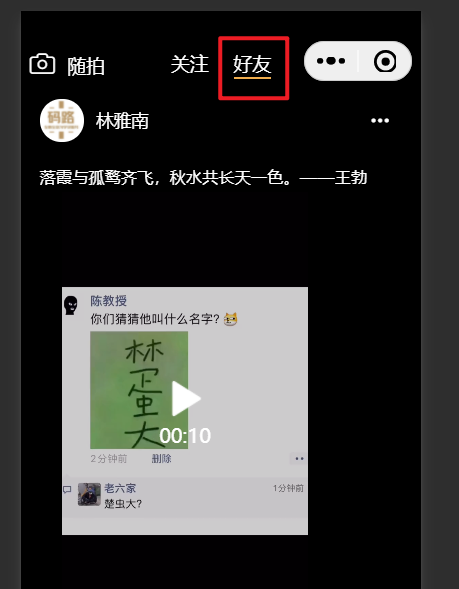 随拍 关注 好友
码路
林雅南
落霞与孤鹜齐飞，秋水共长天一色。——王勃
陈教授
你们猜猜他叫什么名字?
林
疍
虫
大
00:10
2分钟前 删除
老六家 1分钟前
楚虫大?